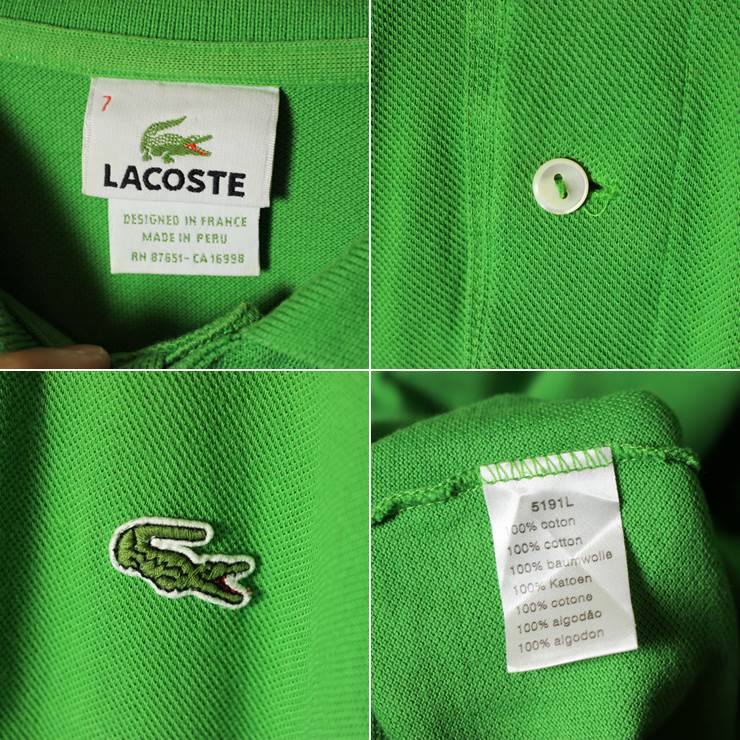 7
LACOSTE
DESIGNED IN FRANCE
MADE IN PERU
RN 87651-CA 16998
5191L
100% coton
100% cotton
100% baumwolle
100% Katoen
100% cotone
100% algodão
100% algodon